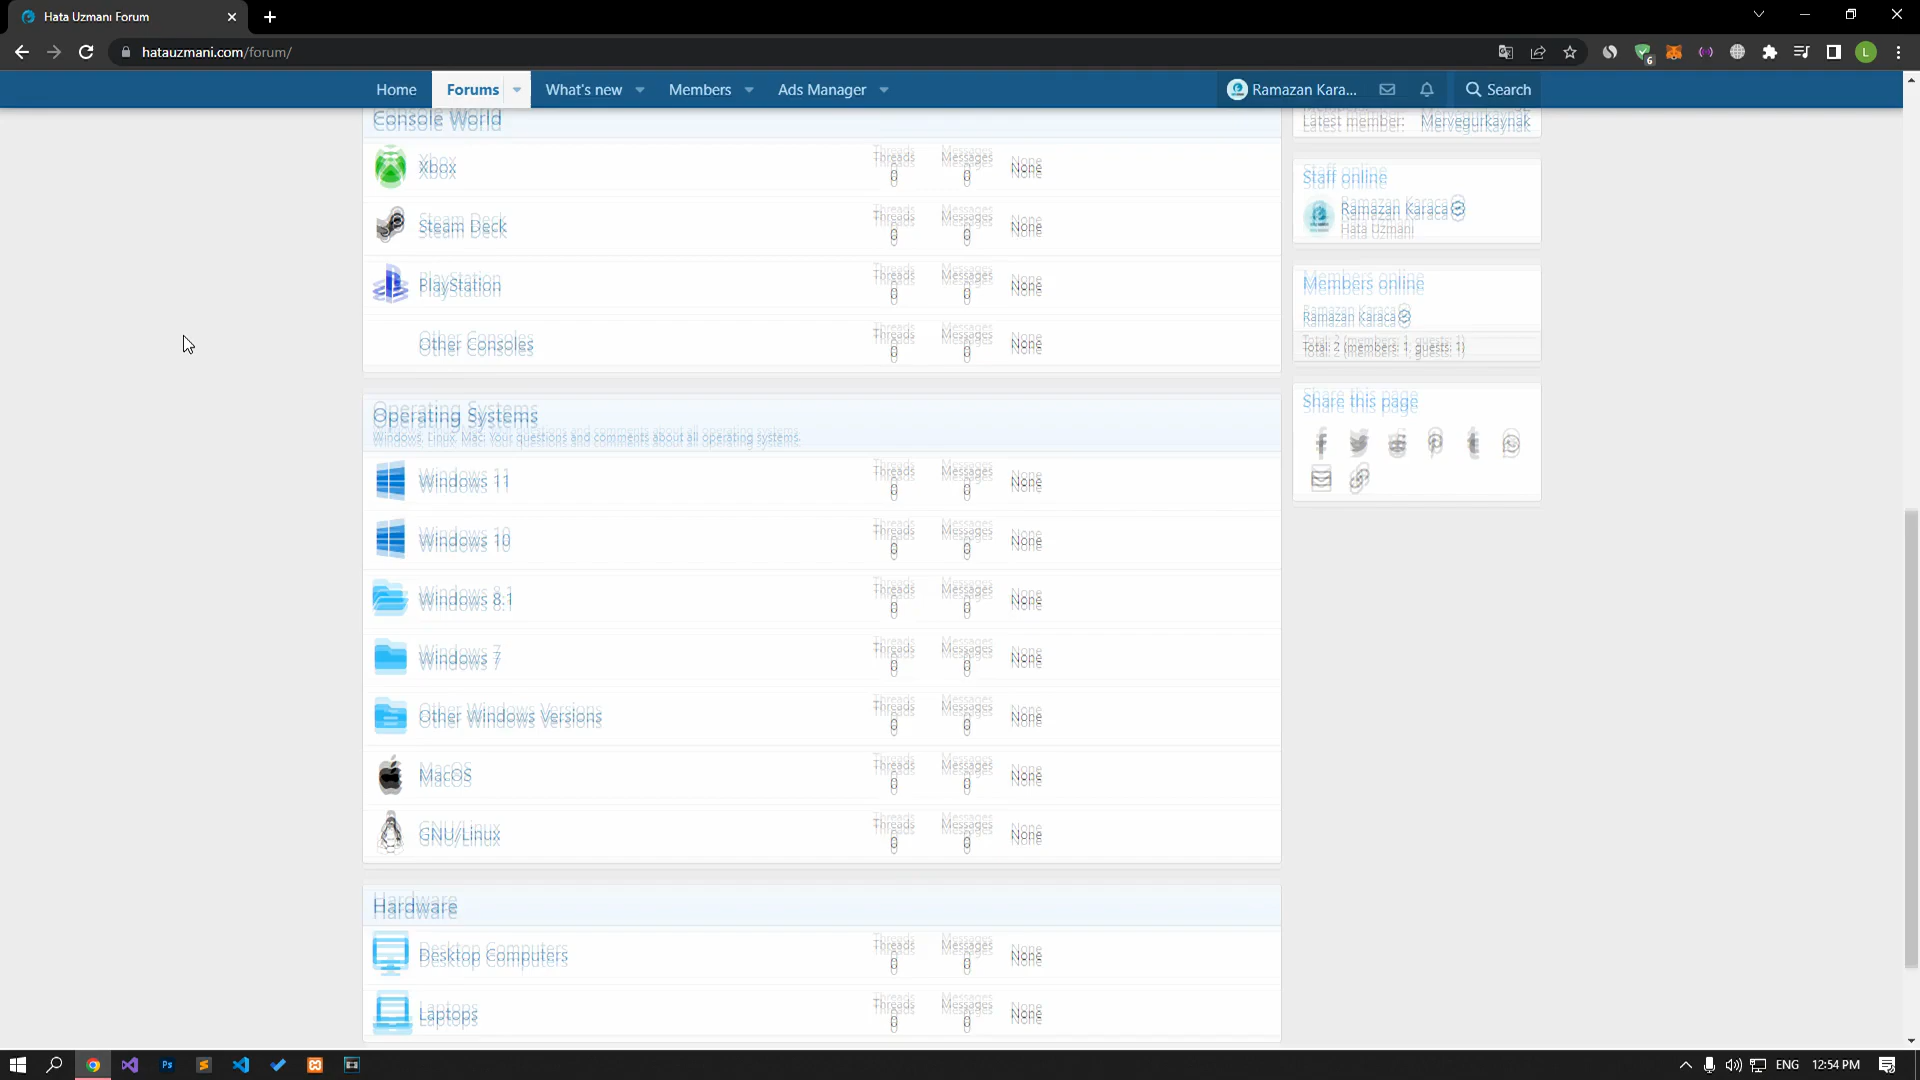 Hata Uzmanı Forum
hatauzmani.com/forum/
6
L
Home Forums What's new Members Ads Manager Ramazan Kara... Search
Console World
Latest member: Mervegurkaynak
Xbox Threads 0 Messages 0 None
Steam Deck Threads 0 Messages 0 None
PlayStation Threads 0 Messages 0 None
Other Consoles Threads 0 Messages 0 None
Staff online
Ramazan Karaca
Hata Uzmani
Members online
Ramazan Karaca
Total: 2 (members: 1, guests: 1)
Share this page
Operating Systems
Windows, Linux, Mac: Your questions and comments about all operating systems.
Windows 11 Threads 0 Messages 0 None
Windows 10 Threads 0 Messages 0 None
Windows 8.1 Threads 0 Messages 0 None
Windows 7 Threads 0 Messages 0 None
Other Windows Versions Threads 0 Messages 0 None
MacOS Threads 0 Messages 0 None
GNU/Linux Threads 0 Messages 0 None
Hardware
Desktop Computers Threads 0 Messages 0 None
Laptops Threads 0 Messages 0 None
Ps
ENG 12:54 PM